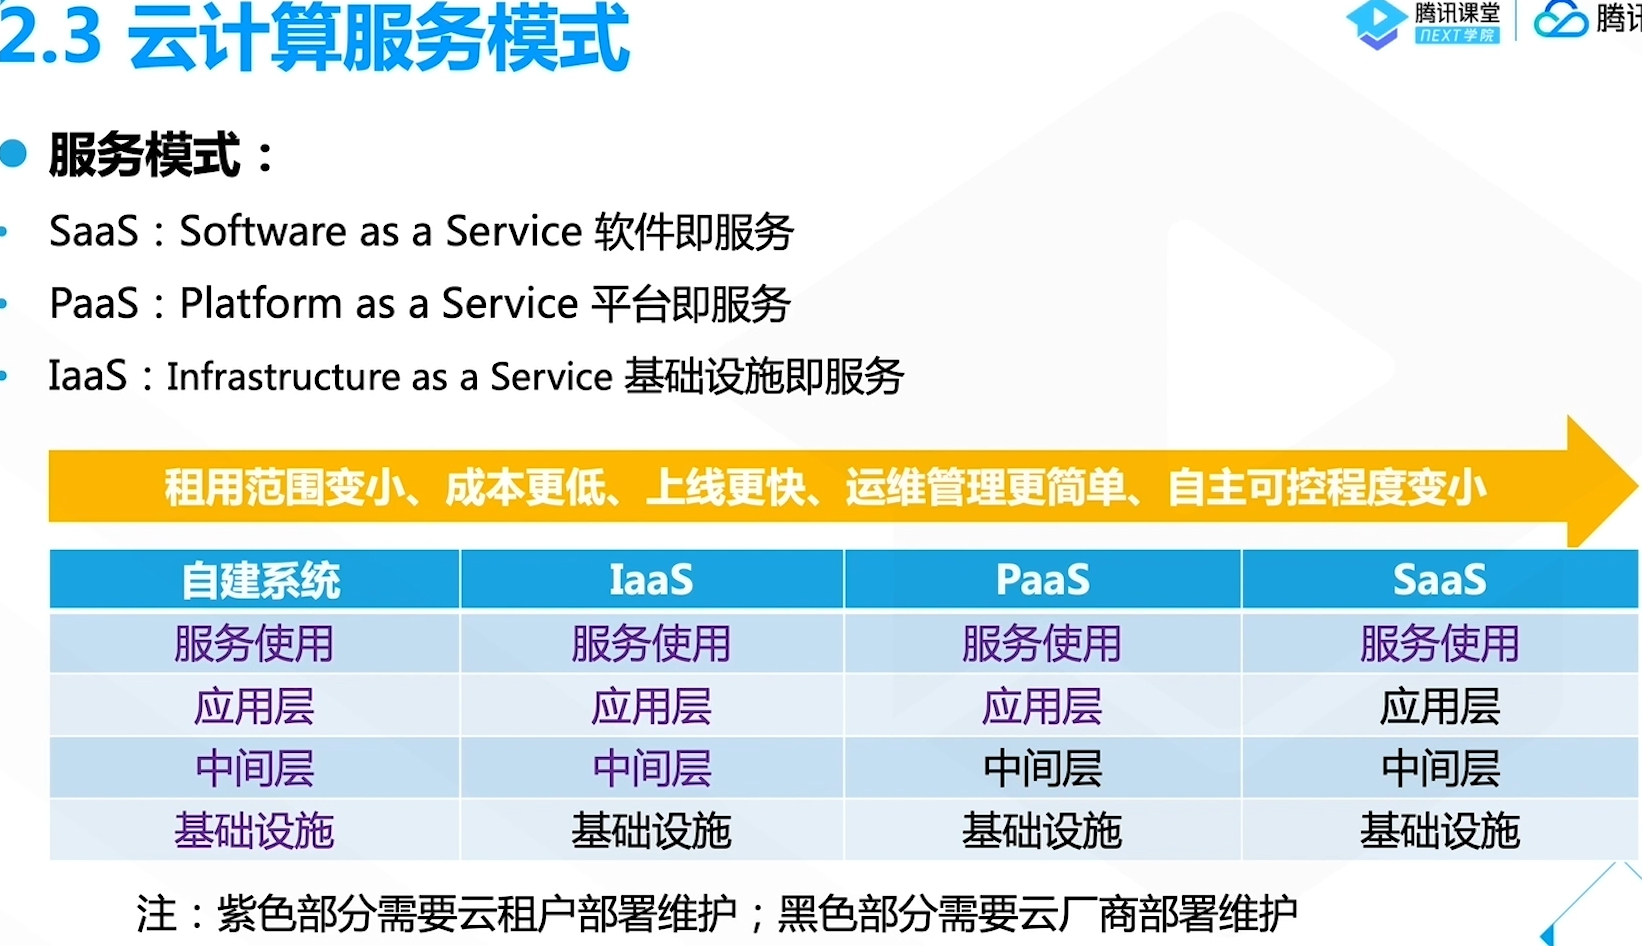 2.3 云计算服务模式
腾讯课堂
NEXT学院
腾讯
服务模式：
SaaS：Software as a Service 软件即服务
PaaS：Platform as a Service 平台即服务
IaaS：Infrastructure as a Service 基础设施即服务
租用范围变小、成本更低、上线更快、运维管理更简单、自主可控程度变小
自建系统 IaaS PaaS SaaS
服务使用 服务使用 服务使用 服务使用
应用层 应用层 应用层 应用层
中间层 中间层 中间层 中间层
基础设施 基础设施 基础设施 基础设施
注：紫色部分需要云租户部署维护；黑色部分需要云厂商部署维护